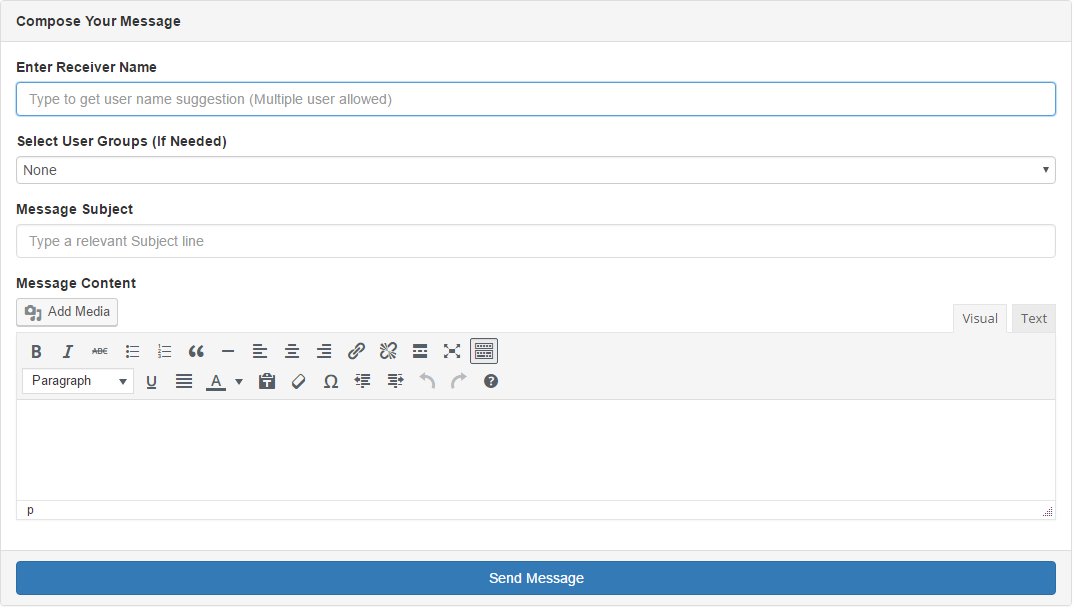 Compose Your Message
Enter Receiver Name
Type to get user name suggestion (Multiple user allowed)
Select User Groups (If Needed)
None
Message Subject
Type a relevant Subject line
Message Content
Add Media
Visual Text
B I ABC
Paragraph U A T Ω ?
p
Send Message